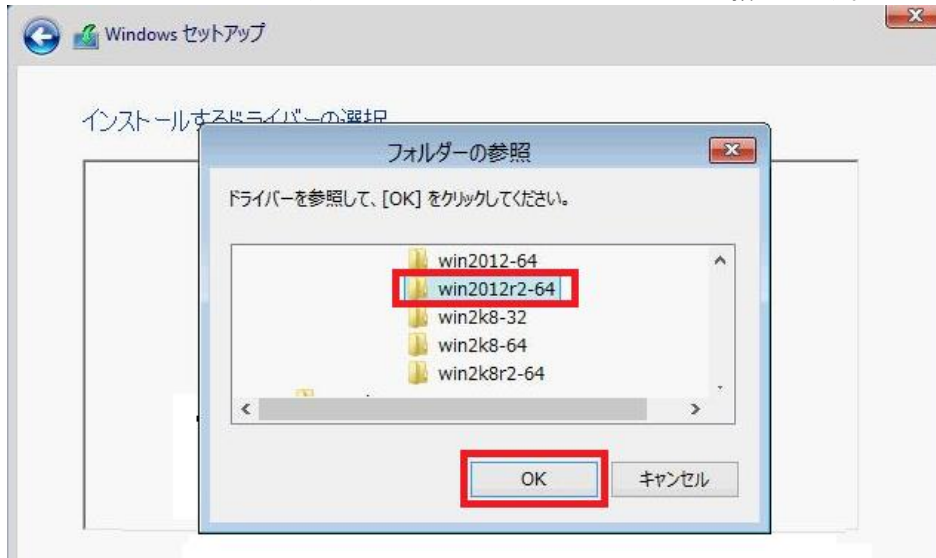 Windows セットアップ
インストールするドライバーの選択
フォルダーの参照
ドライバーを参照して、[OK] をクリックしてください。
win2012-64
win2012r2-64
win2k8-32
win2k8-64
win2k8r2-64
OK
キャンセル